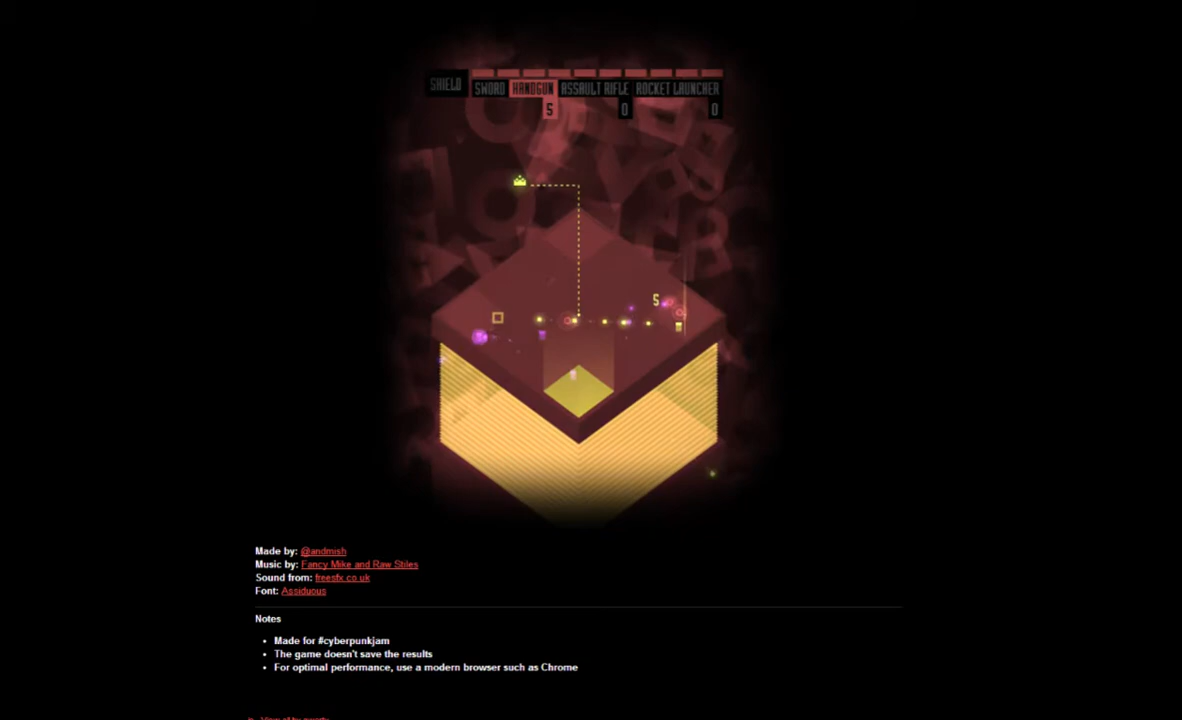 SHIELD SWORD HANDGUN ASSAULT RIFLE ROCKET LAUNCHER
5 0 0
5
Made by: @andmish
Music by: Fancy Mike and Raw Stiles
Sound from: freesfx.co.uk
Font: Assiduous
Notes
• Made for #cyberpunkjam
• The game doesn't save the results
• For optimal performance, use a modern browser such as Chrome